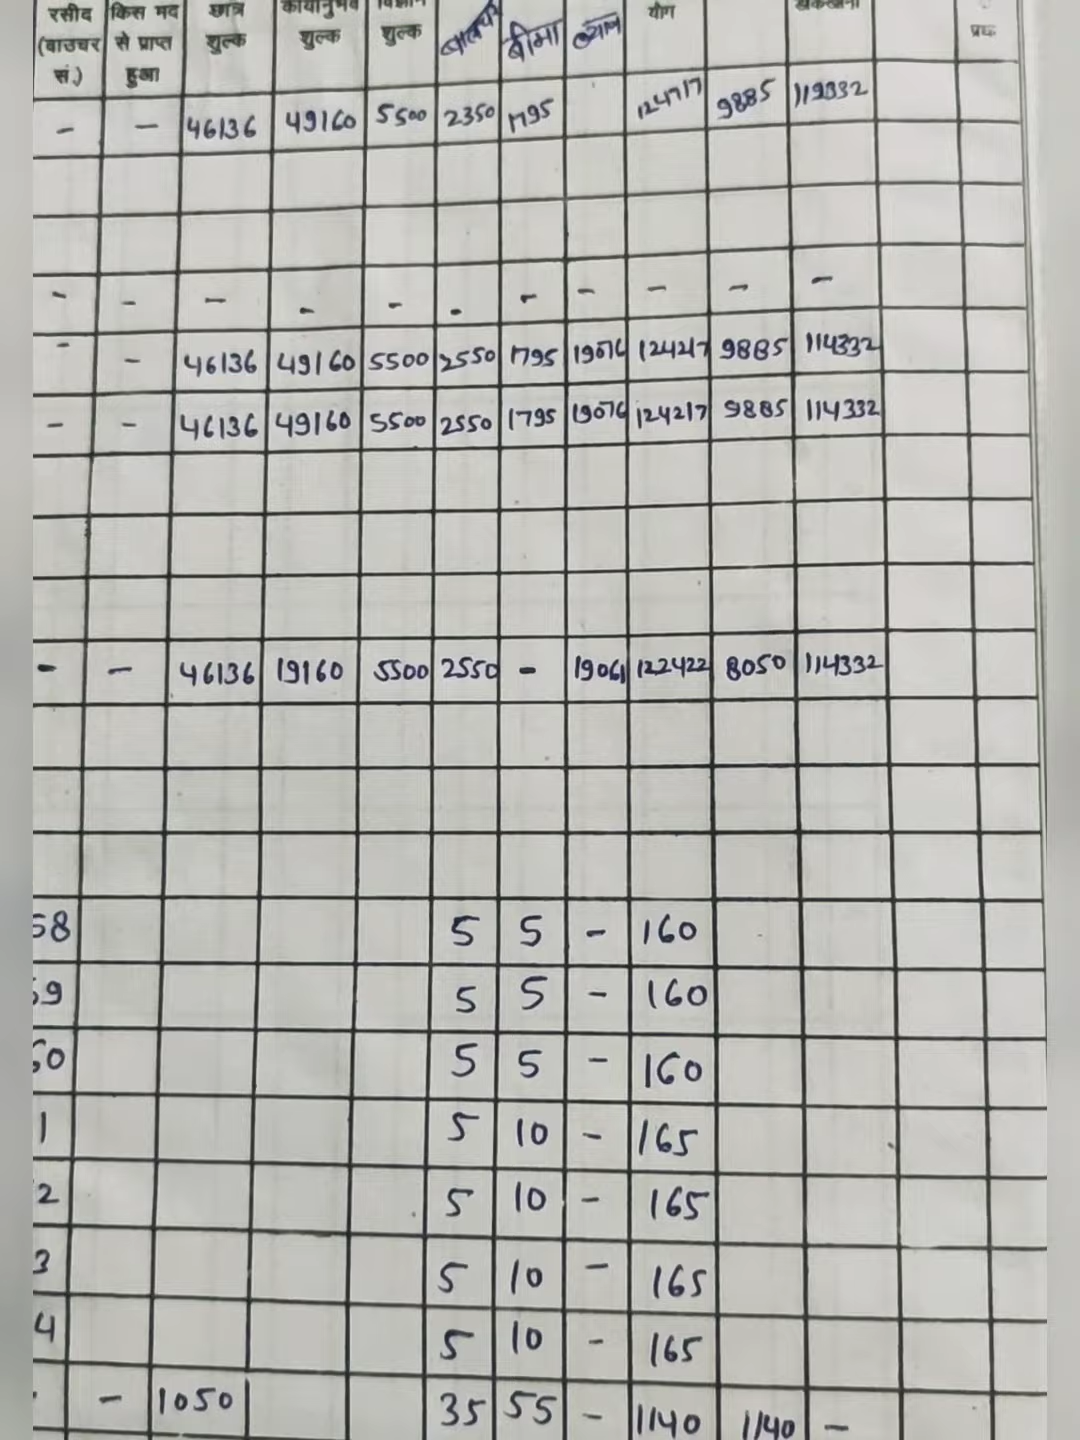 रसीद किस मद छात्र कार्यानुभव विज्ञान योग
(वाउचर से प्राप्त शुल्क शुल्क शुल्क बालचर बीमा ब्याज
सं.) हुआ
- - 46136 49160 5500 2350 1795 124717 9885 119332
- - - - - - - - - - -
- - 46136 49160 5500 2550 1795 19076 124217 9885 114332
- - 46136 49160 5500 2550 1795 19076 124217 9885 114332
- - 46136 19160 5500 2550 - 19061 122422 8050 114332
58 5 5 - 160
59 5 5 - 160
60 5 5 - 160
1 5 10 - 165
2 5 10 - 165
3 5 10 - 165
4 5 10 - 165
- 1050 35 55 - 1140 1140 -